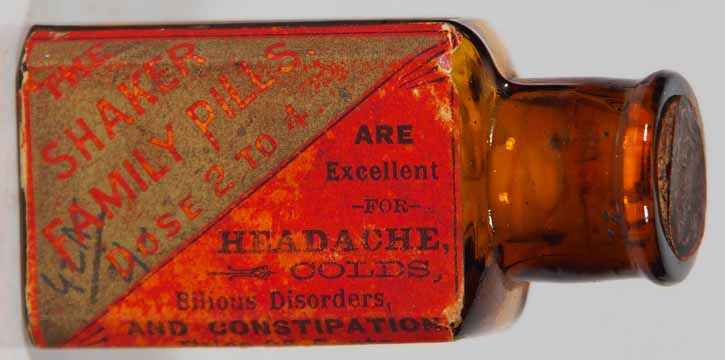 THE
SHAKER
FAMILY PILLS
DOSE 2 TO 4
ARE
Excellent
-FOR-
HEADACHE,
COLDS,
Bilious Disorders,
AND CONSTIPATION